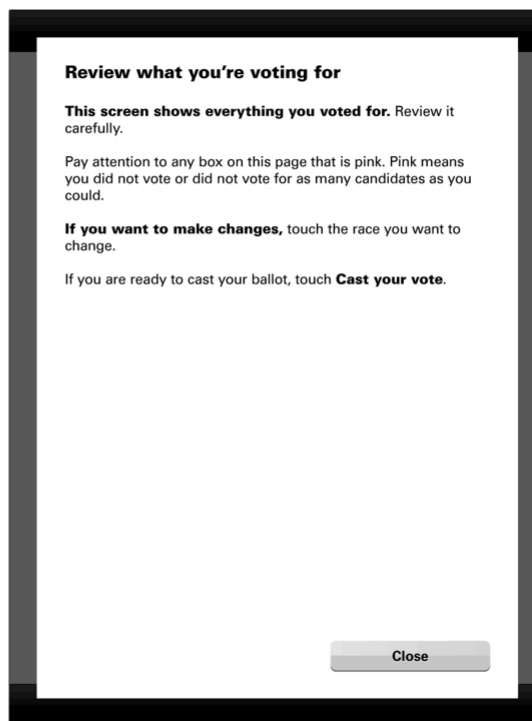 Review what you're voting for
This screen shows everything you voted for. Review it
carefully.
Pay attention to any box on this page that is pink. Pink means
you did not vote or did not vote for as many candidates as you
could.
If you want to make changes, touch the race you want to
change.
If you are ready to cast your ballot, touch Cast your vote.
Close